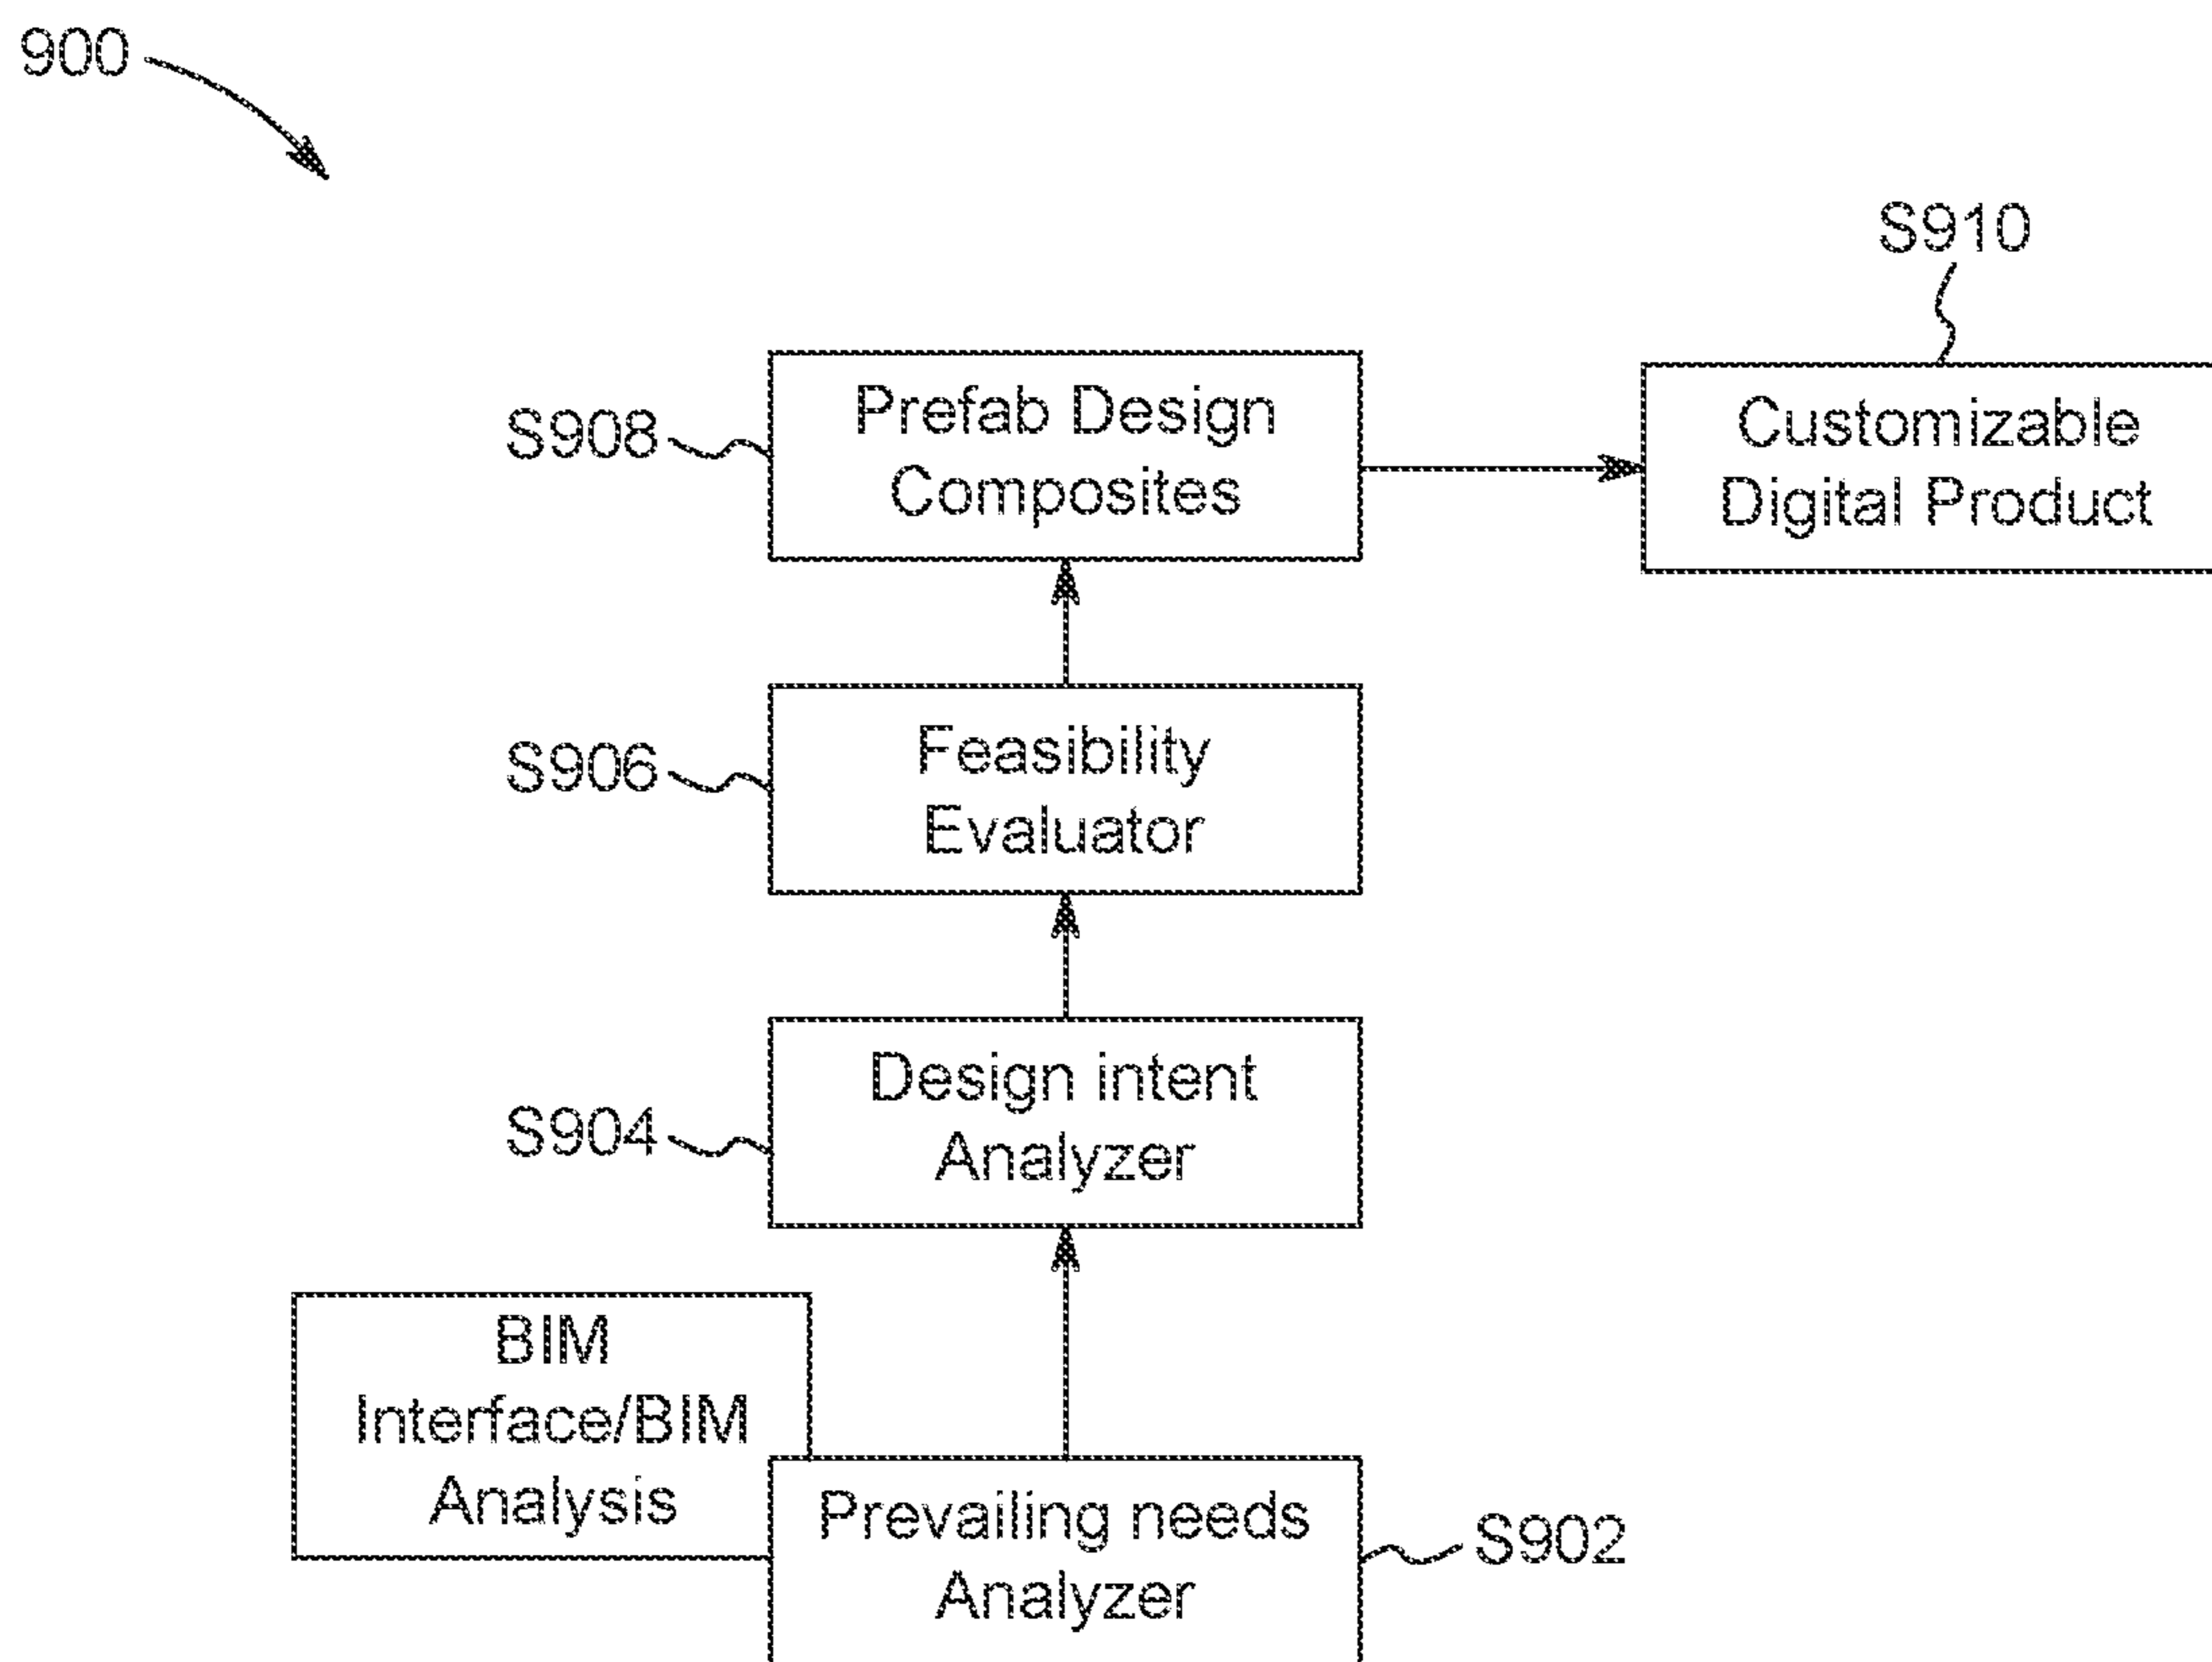 900
S910
Prefab Design
Composites
S908
Customizable
Digital Product
Feasibility
Evaluator
S906
Design intent
Analyzer
S904
BIM
Interface/BIM
Analysis
Prevailing needs
Analyzer
S902